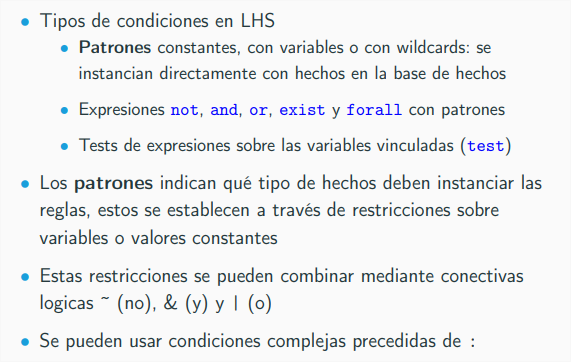 • Tipos de condiciones en LHS
• Patrones constantes, con variables o con wildcards: se
instancian directamente con hechos en la base de hechos
• Expresiones not, and, or, exist y forall con patrones
• Tests de expresiones sobre las variables vinculadas (test)
• Los patrones indican qué tipo de hechos deben instanciar las
reglas, estos se establecen a través de restricciones sobre
variables o valores constantes
• Estas restricciones se pueden combinar mediante conectivas
logicas ~ (no), & (y) y | (o)
• Se pueden usar condiciones complejas precedidas de :